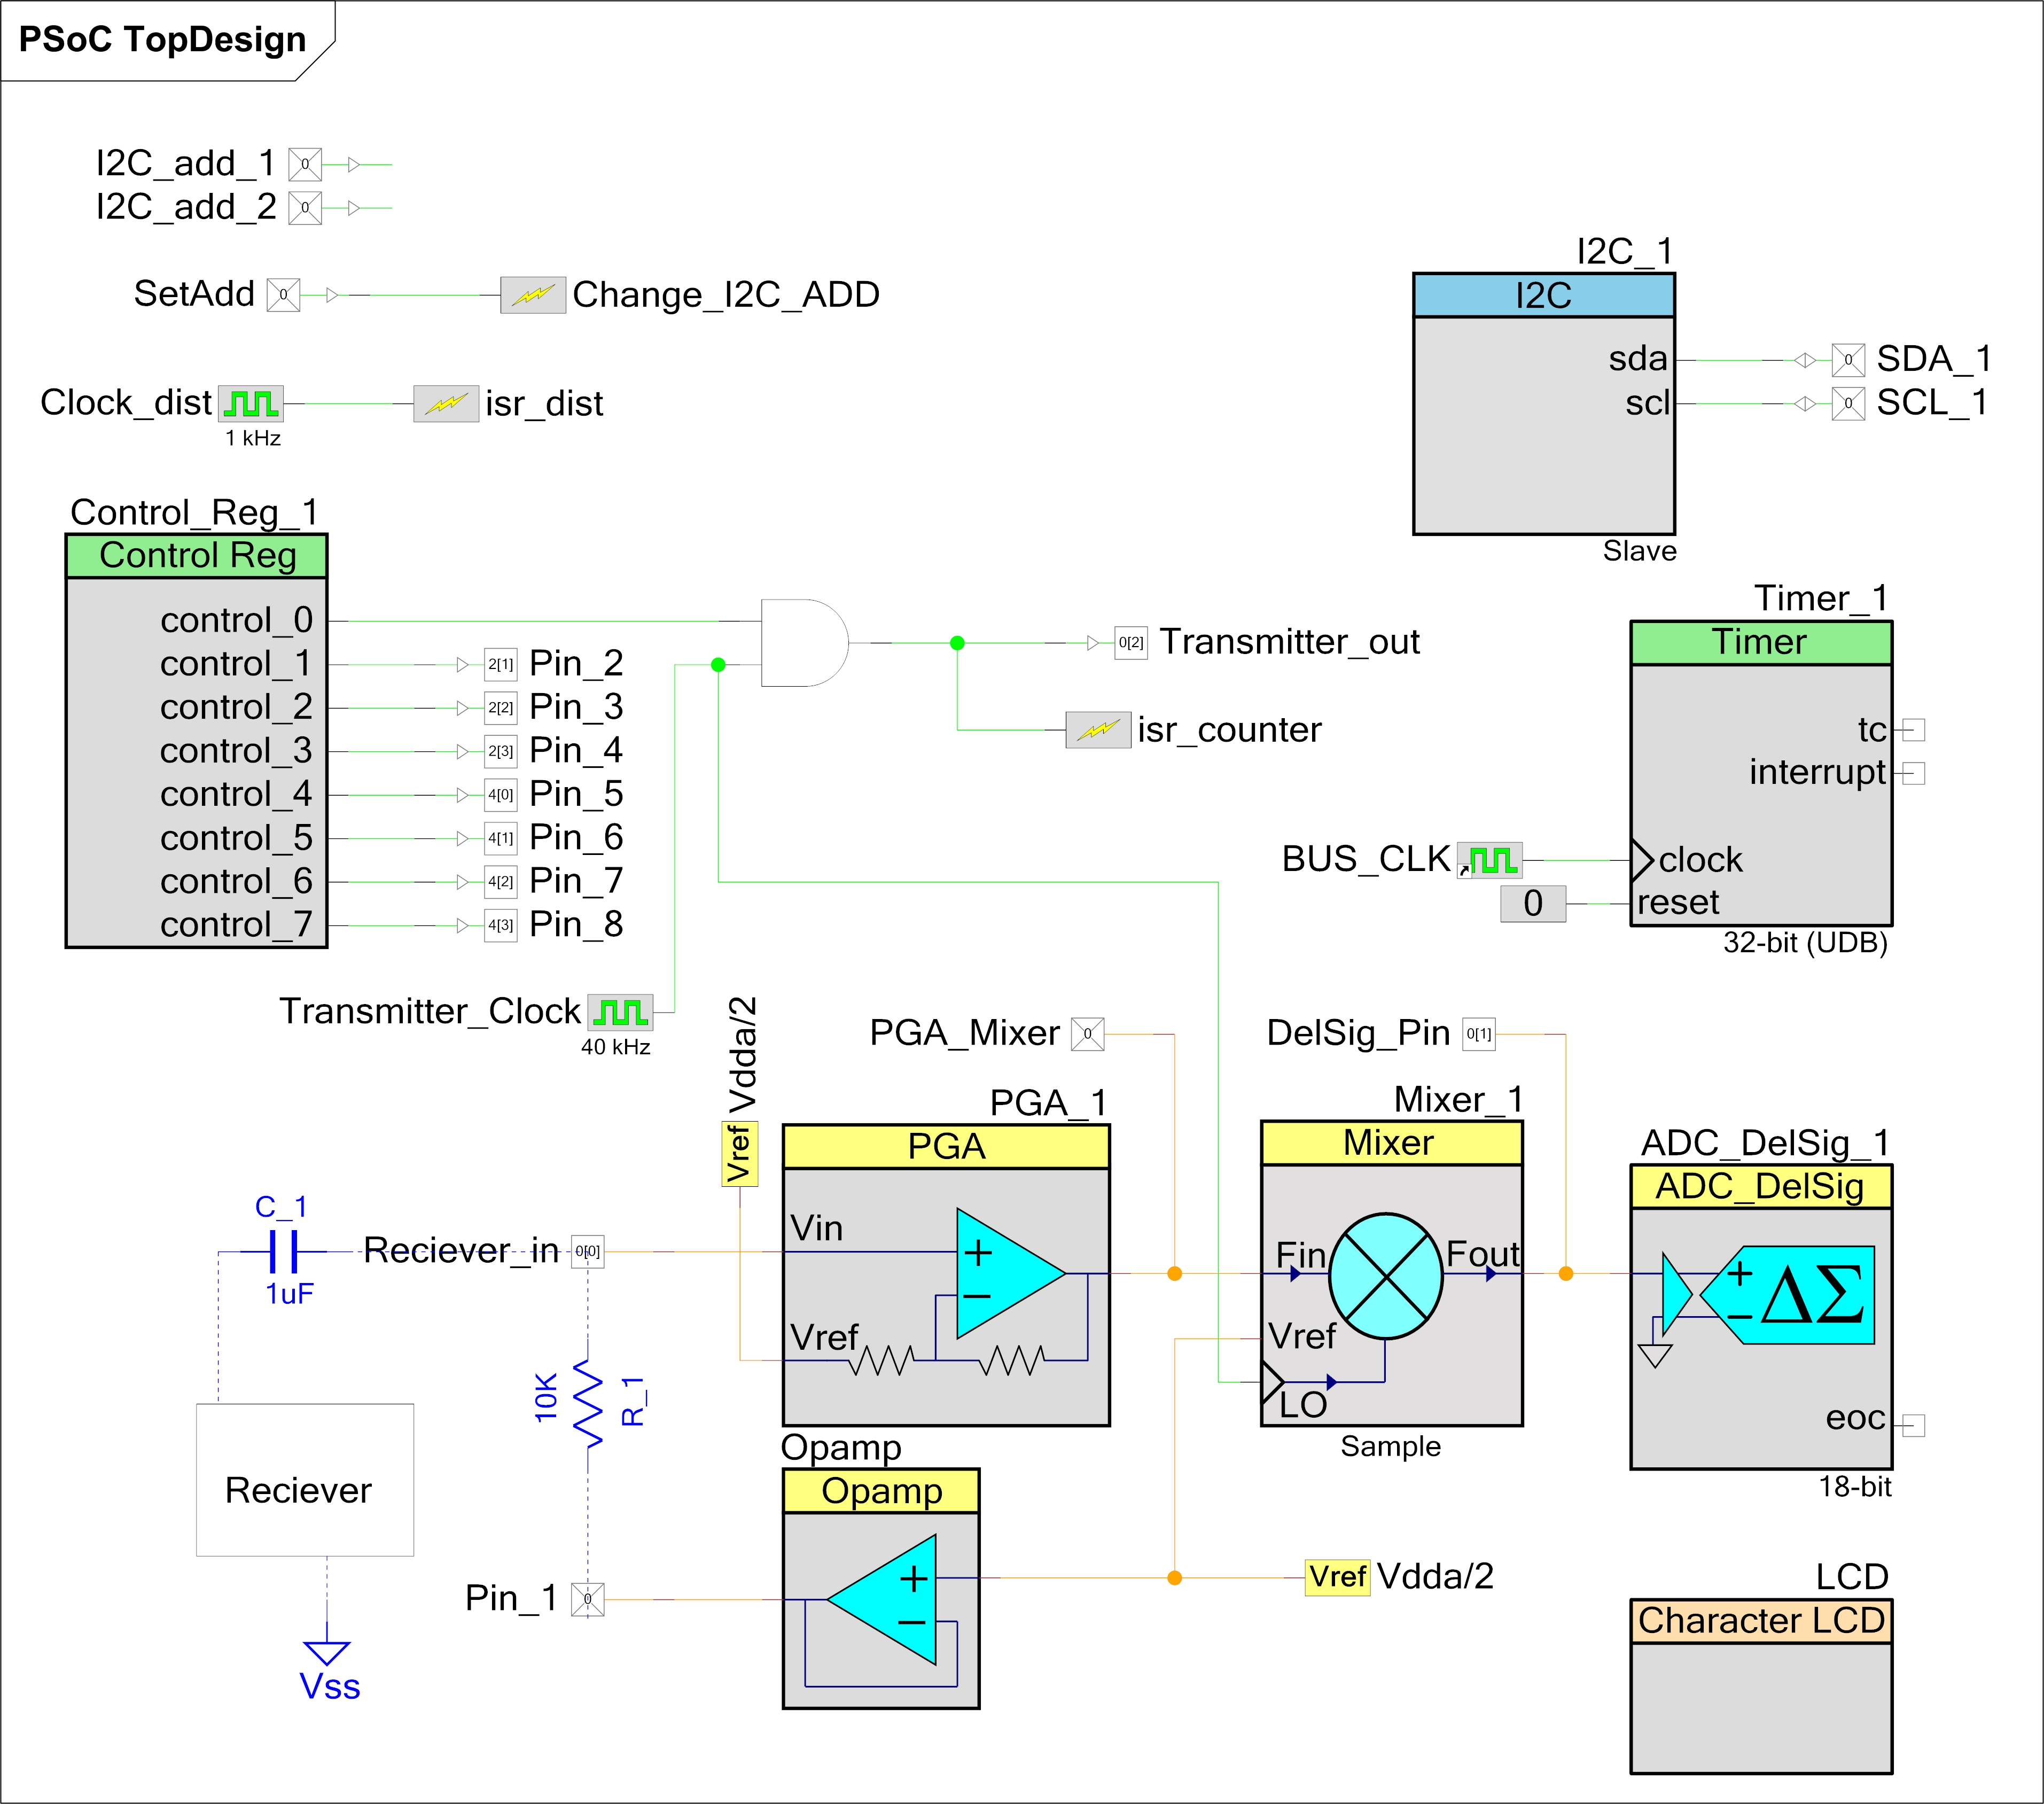 PSoC TopDesign
I2C_add_1 0
I2C_add_2 0
SetAdd 0 Change_I2C_ADD
Clock_dist isr_dist
1 kHz
I2C_1
I2C
sda 0 SDA_1
scl 0 SCL_1
Slave
Control_Reg_1
Control Reg
control_0
control_1 2[1] Pin_2
control_2 2[2] Pin_3
control_3 2[3] Pin_4
control_4 4[0] Pin_5
control_5 4[1] Pin_6
control_6 4[2] Pin_7
control_7 4[3] Pin_8
0[2] Transmitter_out
isr_counter
Transmitter_Clock
40 kHz
Timer_1
Timer
tc
interrupt
BUS_CLK
clock
0
reset
32-bit (UDB)
Vdda/2
Vref
PGA_Mixer 0
DelSig_Pin 0[1]
PGA_1
PGA
Vin
+
−
Vref
Mixer_1
Mixer
Fin
Fout
Vref
LO
Sample
ADC_DelSig_1
ADC_DelSig
+
− ΔΣ
eoc
18-bit
C_1
1uF
Reciever_in 0[0]
10K
R_1
Reciever
Vss
Pin_1 0
Opamp
Opamp
+
−
Vref Vdda/2
LCD
Character LCD